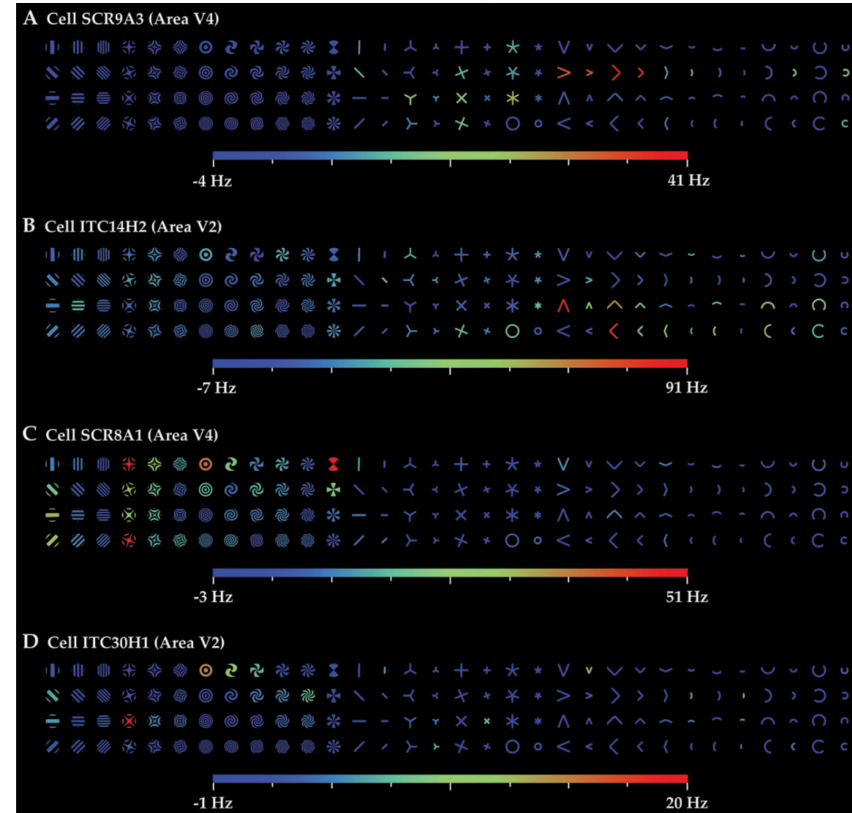 A Cell SCR9A3 (Area V4)
-4 Hz 41 Hz
B Cell ITC14H2 (Area V2)
-7 Hz 91 Hz
C Cell SCR8A1 (Area V4)
-3 Hz 51 Hz
D Cell ITC30H1 (Area V2)
-1 Hz 20 Hz